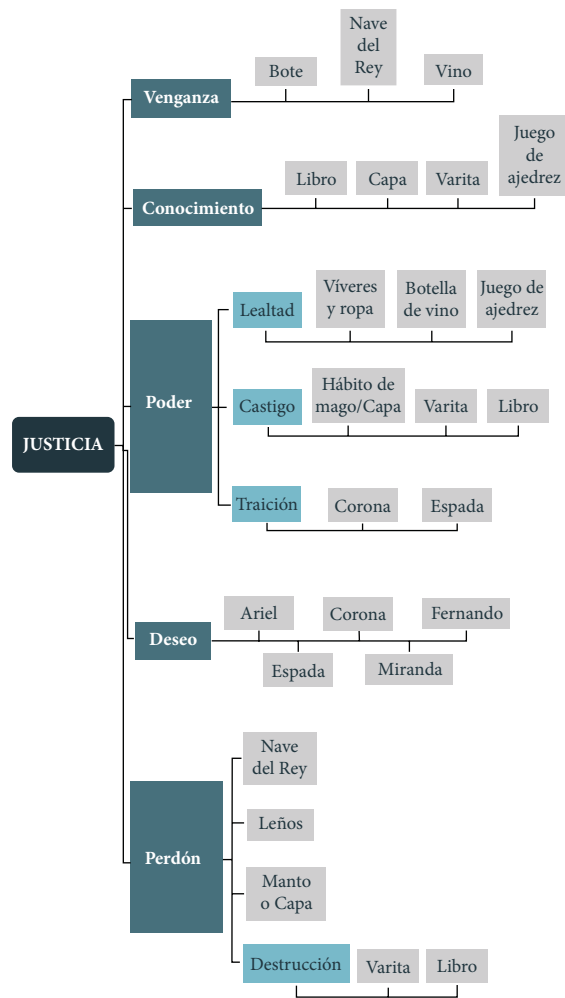 JUSTICIA
Venganza
Bote
Nave
del
Rey
Vino
Conocimiento
Libro
Capa
Varita
Juego
de
ajedrez
Poder
Lealtad
Víveres
y ropa
Botella
de vino
Juego de
ajedrez
Castigo
Hábito de
mago/Capa
Varita
Libro
Traición
Corona
Espada
Deseo
Ariel
Espada
Corona
Miranda
Fernando
Perdón
Nave
del Rey
Leños
Manto
o Capa
Destrucción
Varita
Libro